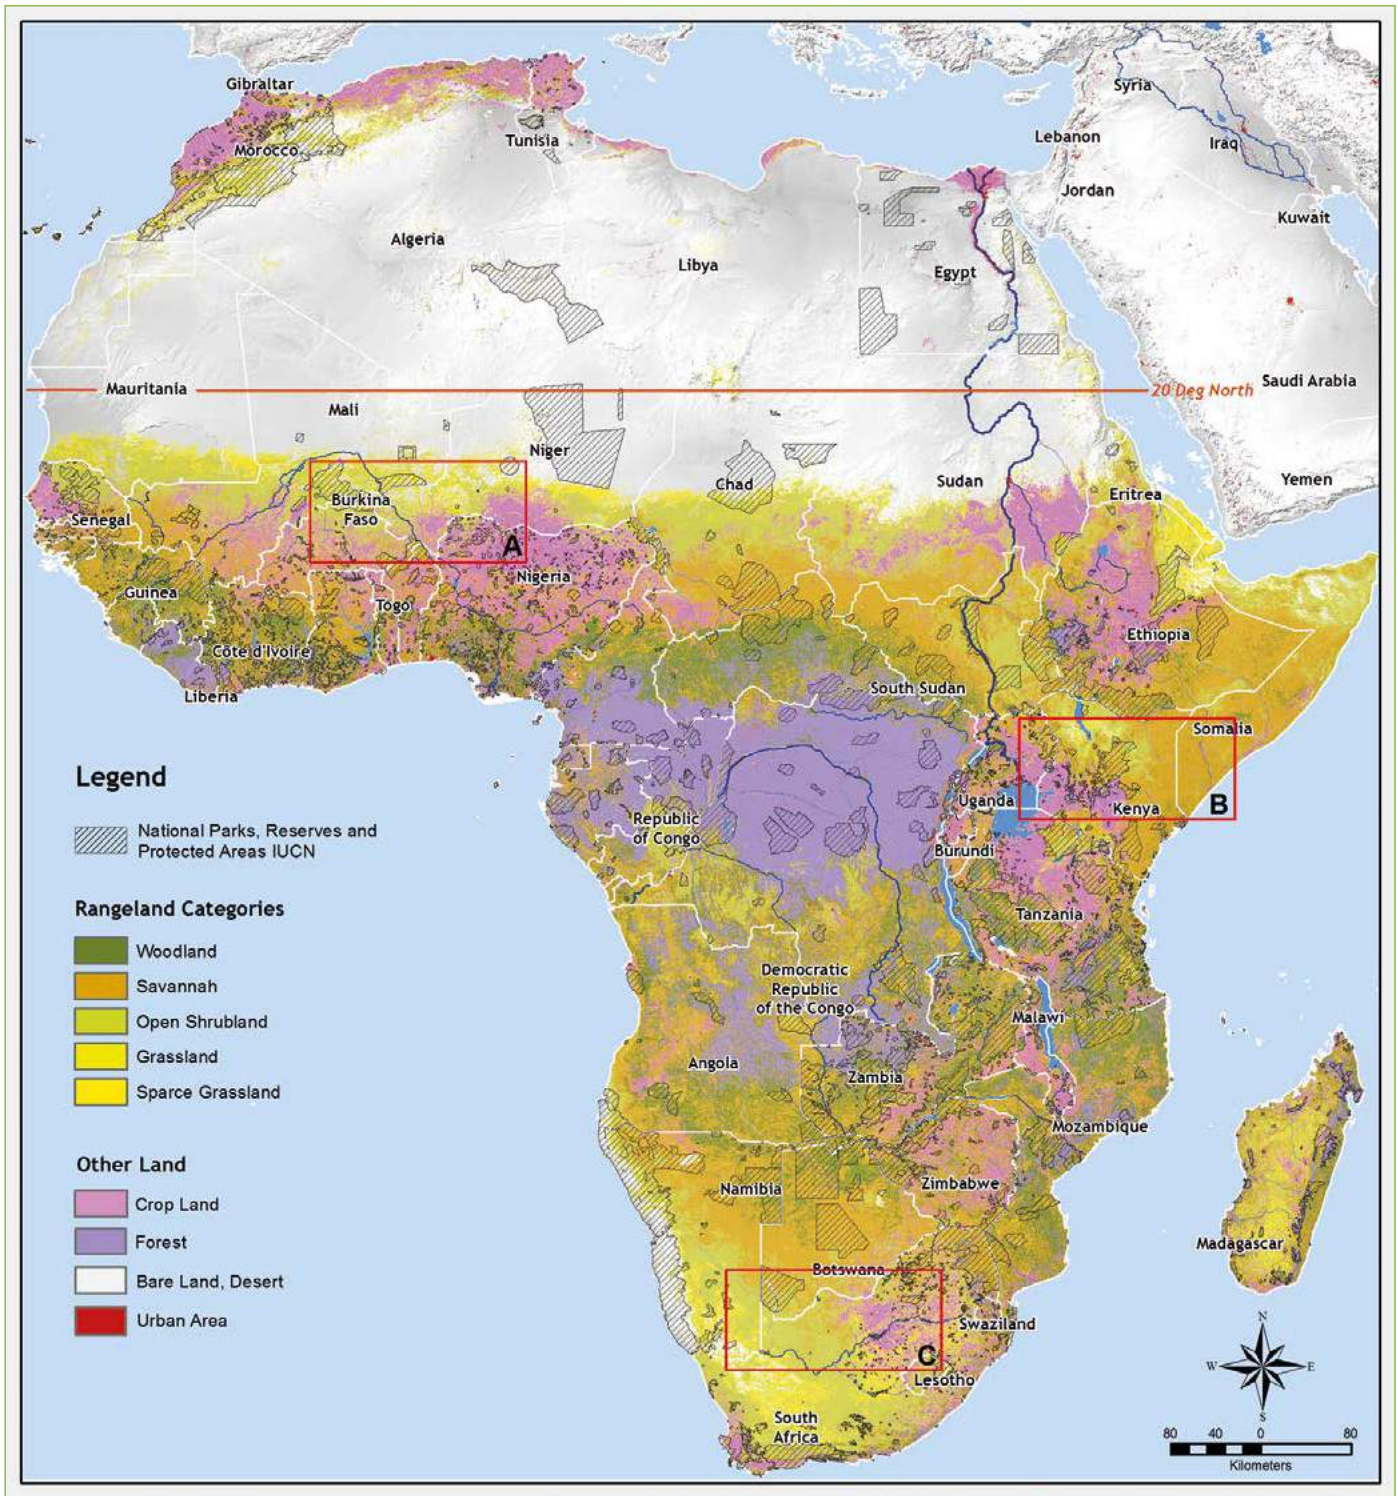 Gibraltar
Syria
Lebanon
Tunisia
Iraq
Morocco
Jordan
Kuwait
Algeria
Libya
Egypt
Mauritania
20 Deg North
Saudi Arabia
Mali
Niger
Chad
Sudan
Yemen
Eritrea
Burkina
Faso
Senegal
A
Nigeria
Guinea
Togo
Ethiopia
Côte d'Ivoire
South Sudan
Liberia
Somalia
Uganda
B
Kenya
Republic
of Congo
Burundi
Tanzania
Democratic
Republic
of the Congo
Malawi
Angola
Zambia
Mozambique
Namibia
Zimbabwe
Madagascar
Botswana
Swaziland
C
Lesotho
South
Africa
Legend
National Parks, Reserves and
Protected Areas IUCN
Rangeland Categories
Woodland
Savannah
Open Shrubland
Grassland
Sparce Grassland
Other Land
Crop Land
Forest
Bare Land, Desert
Urban Area
N
W
E
S
80 40 0 80
Kilometers